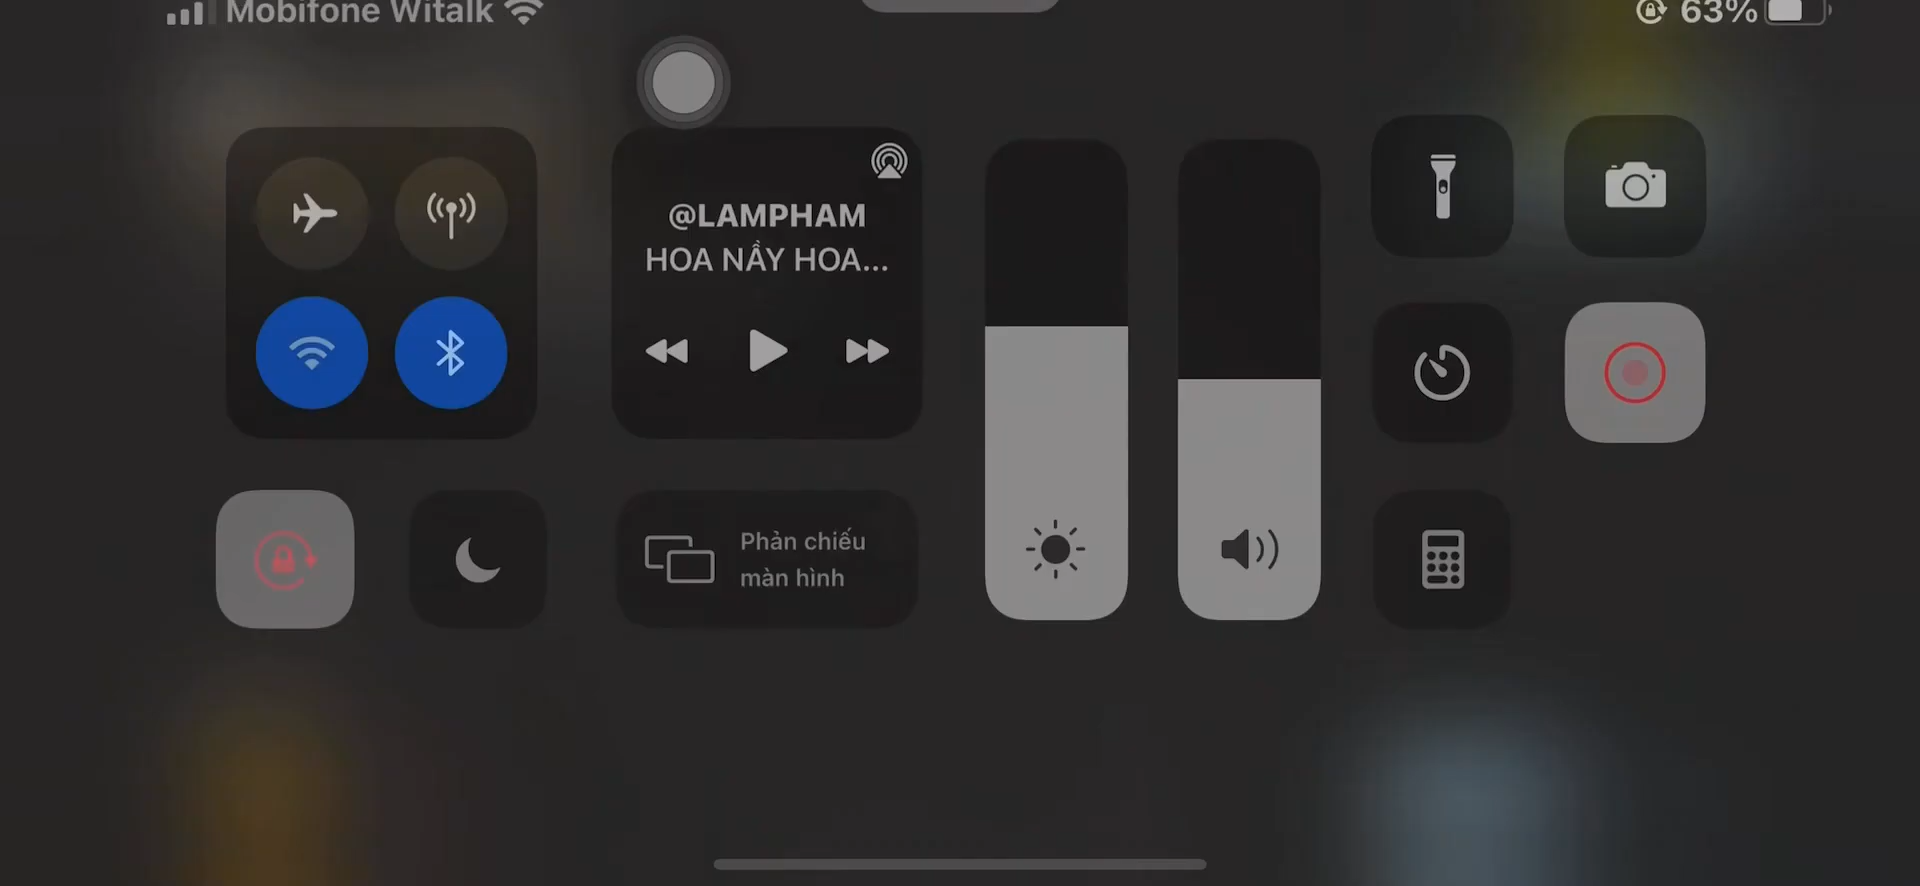 Mobifone Witalk
63%
@LAMPHAM
HOA NẦY HOA...
Phản chiếu
màn hình